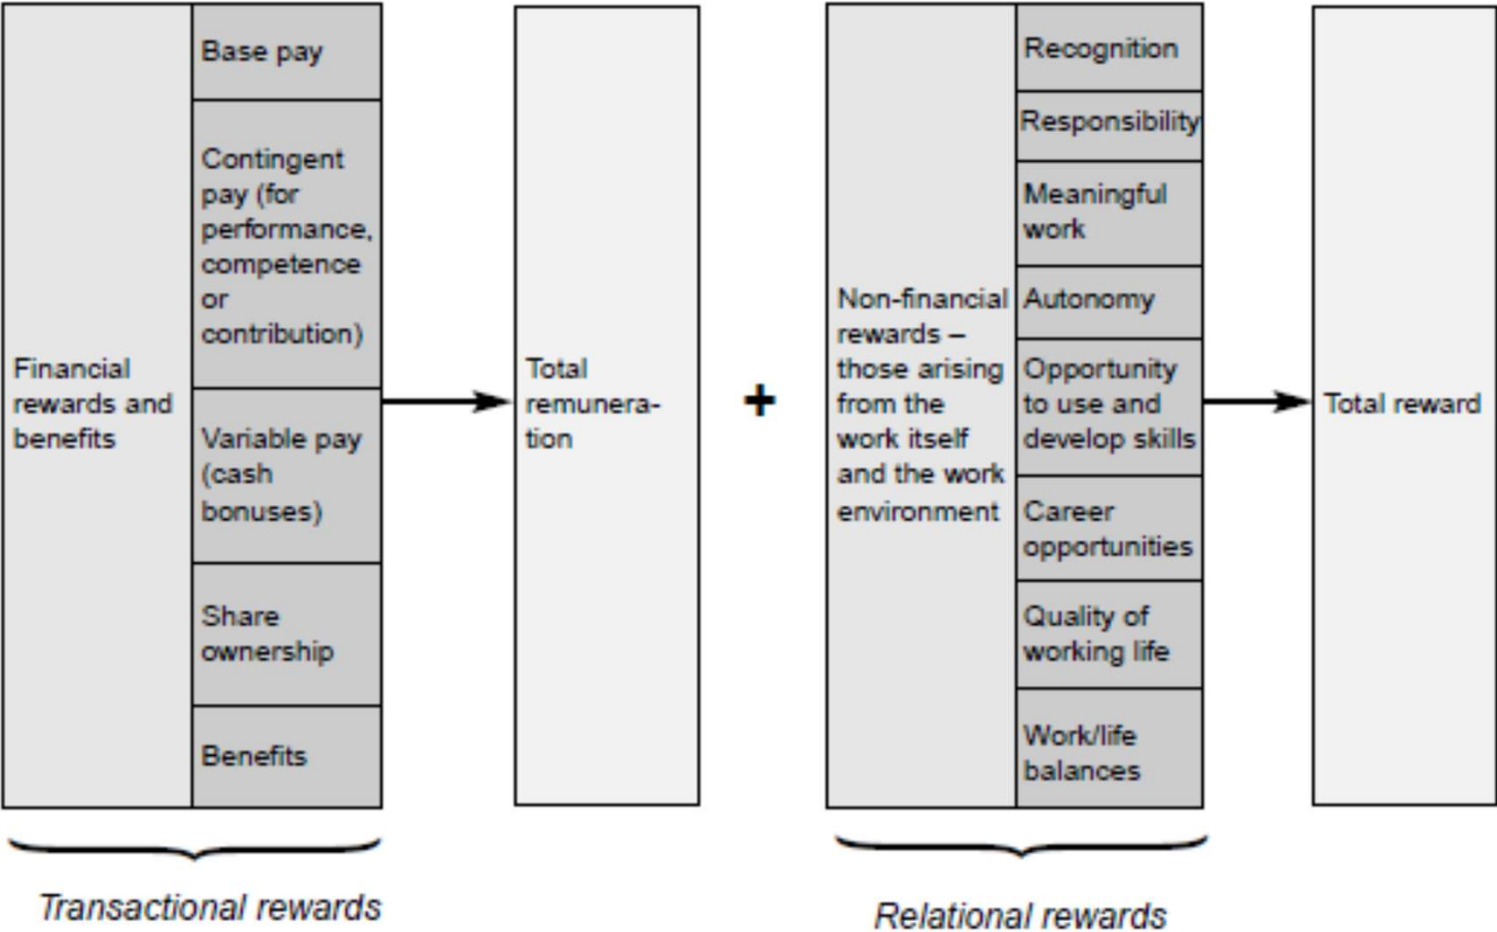 Base pay
Contingent
pay (for
performance,
competence
or
contribution)
Financial
rewards and
benefits
Variable pay
(cash
bonuses)
Share
ownership
Benefits
Transactional rewards
Total
remunera-
tion
+
Non-financial
rewards –
those arising
from the
work itself
and the work
environment
Recognition
Responsibility
Meaningful
work
Autonomy
Opportunity
to use and
develop skills
Career
opportunities
Quality of
working life
Work/life
balances
Relational rewards
Total reward